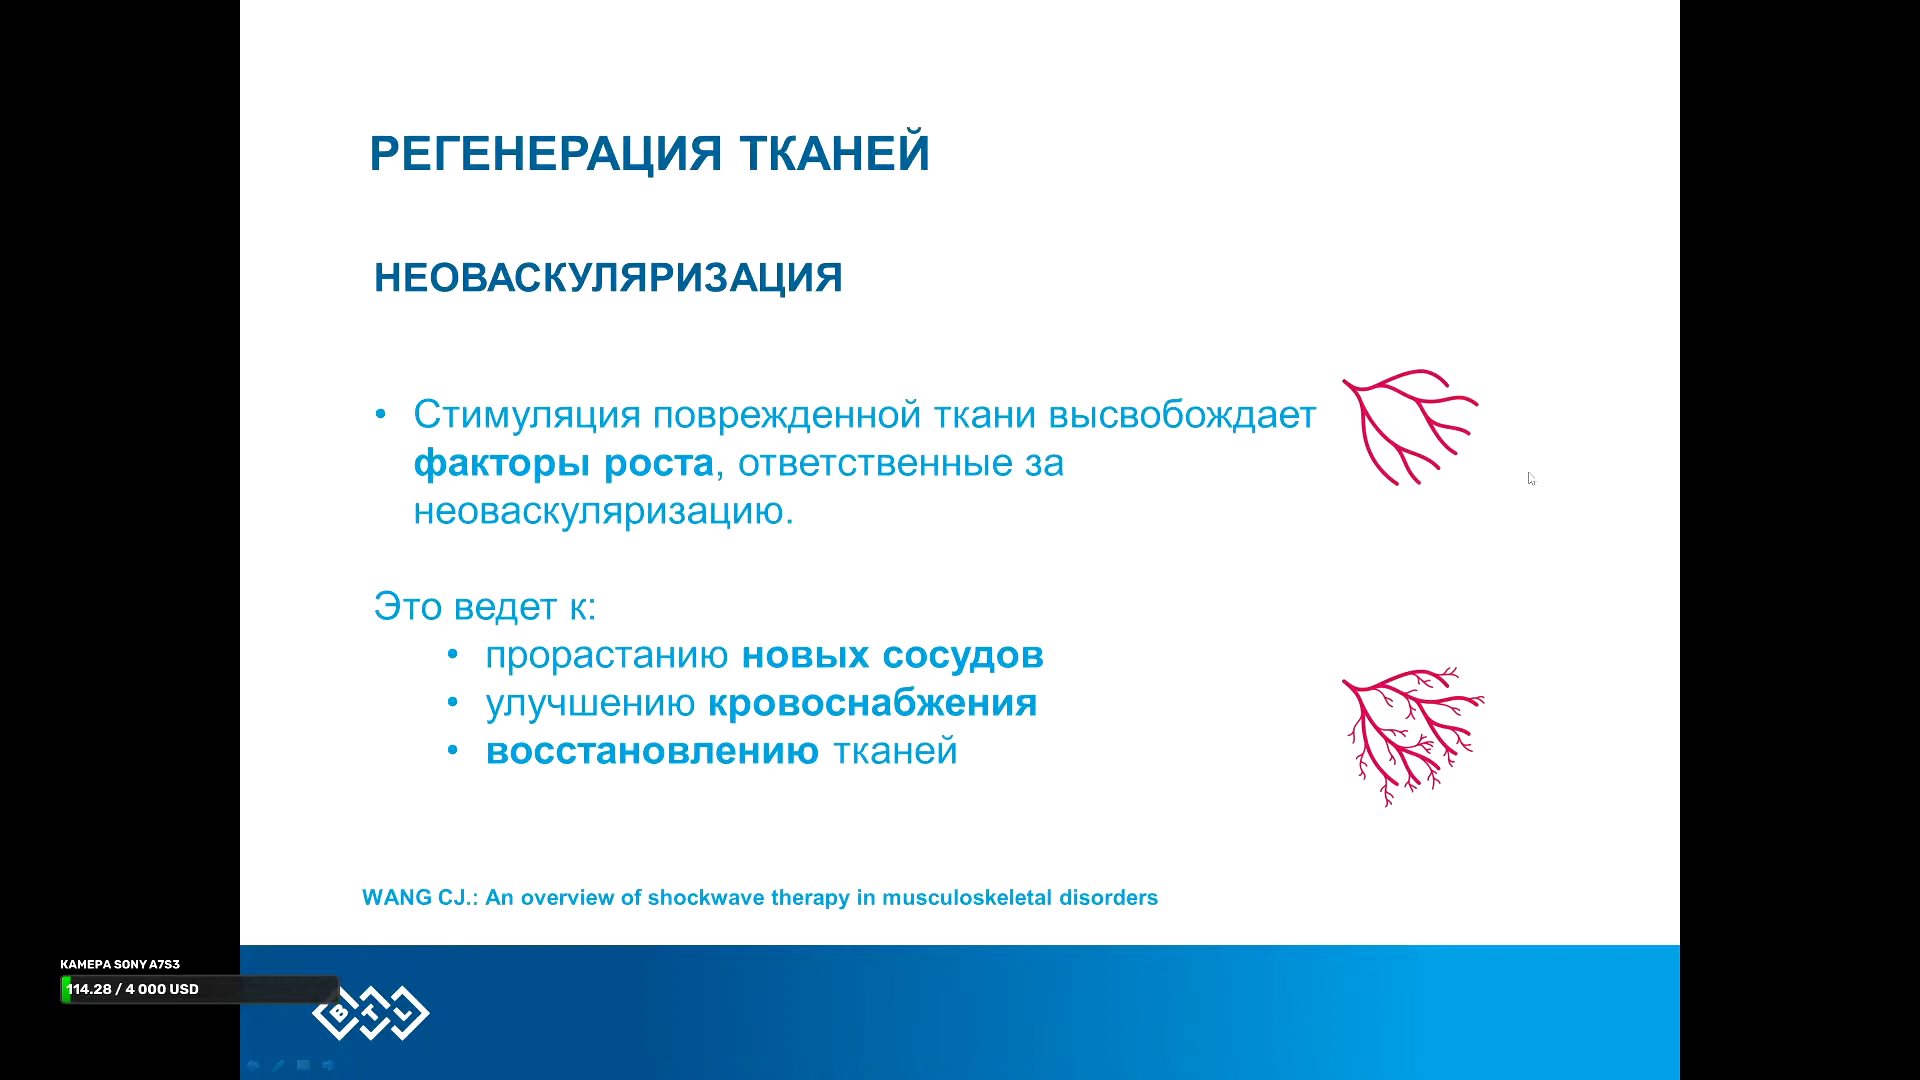 РЕГЕНЕРАЦИЯ ТКАНЕЙ
НЕОВАСКУЛЯРИЗАЦИЯ
• Стимуляция поврежденной ткани высвобождает
факторы роста, ответственные за
неоваскуляризацию.
Это ведет к:
• прорастанию новых сосудов
• улучшению кровоснабжения
• восстановлению тканей
WANG CJ.: An overview of shockwave therapy in musculoskeletal disorders
КАМЕРА SONY A7S3
114.28 / 4 000 USD
BTL